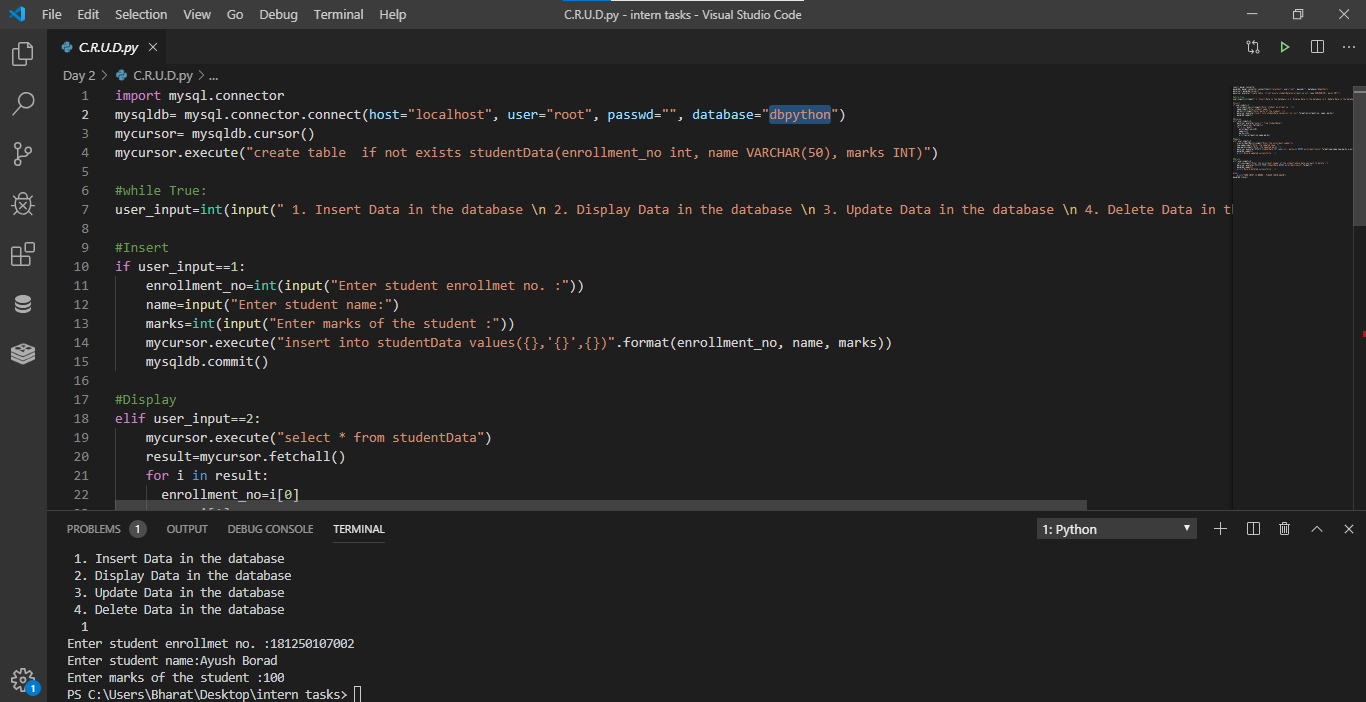 File Edit Selection View Go Debug Terminal Help C.R.U.D.py - intern tasks - Visual Studio Code
C.R.U.D.py
Day 2 > C.R.U.D.py > ...
1 import mysql.connector
2 mysqldb= mysql.connector.connect(host="localhost", user="root", passwd="", database="dbpython")
3 mycursor= mysqldb.cursor()
4 mycursor.execute("create table  if not exists studentData(enrollment_no int, name VARCHAR(50), marks INT)")
5
6 #while True:
7 user_input=int(input(" 1. Insert Data in the database \n 2. Display Data in the database \n 3. Update Data in the database \n 4. Delete Data in t
8
9 #Insert
10 if user_input==1:
11     enrollment_no=int(input("Enter student enrollmet no. :"))
12     name=input("Enter student name:")
13     marks=int(input("Enter marks of the student :"))
14     mycursor.execute("insert into studentData values({},'{}',{})".format(enrollment_no, name, marks))
15     mysqldb.commit()
16
17 #Display
18 elif user_input==2:
19     mycursor.execute("select * from studentData")
20     result=mycursor.fetchall()
21     for i in result:
22       enrollment_no=i[0]
PROBLEMS 1 OUTPUT DEBUG CONSOLE TERMINAL 1: Python
1. Insert Data in the database
2. Display Data in the database
3. Update Data in the database
4. Delete Data in the database
1
Enter student enrollmet no. :181250107002
Enter student name:Ayush Borad
Enter marks of the student :100
PS C:\Users\Bharat\Desktop\intern tasks>
1